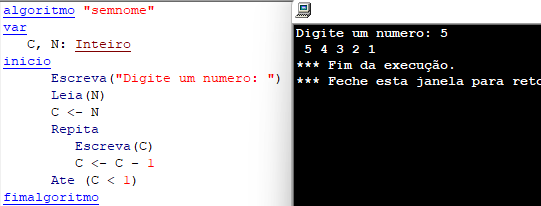 algoritmo "semnome"
var
C, N: Inteiro
inicio
Escreva("Digite um numero: ")
Leia(N)
C <- N
Repita
Escreva(C)
C <- C - 1
Ate (C < 1)
fimalgoritmo
Digite um numero: 5
5 4 3 2 1
*** Fim da execução.
*** Feche esta janela para reto